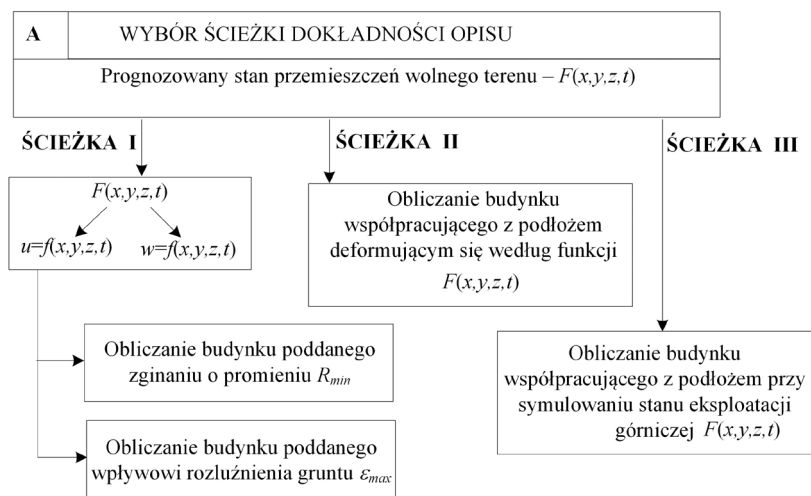 A WYBÓR ŚCIEŻKI DOKŁADNOŚCI OPISU
Prognozowany stan przemieszczeń wolnego terenu – F(x,y,z,t)
ŚCIEŻKA I
F(x,y,z,t)
u=f(x,y,z,t) w=f(x,y,z,t)
Obliczanie budynku poddanego
zginaniu o promieniu Rmin
Obliczanie budynku poddanego
wpływowi rozluźnienia gruntu εmax
ŚCIEŻKA II
Obliczanie budynku
współpracującego z podłożem
deformującym się według funkcji
F(x,y,z,t)
ŚCIEŻKA III
Obliczanie budynku
współpracującego z podłożem przy
symulowaniu stanu eksploatacji
górniczej F(x,y,z,t)